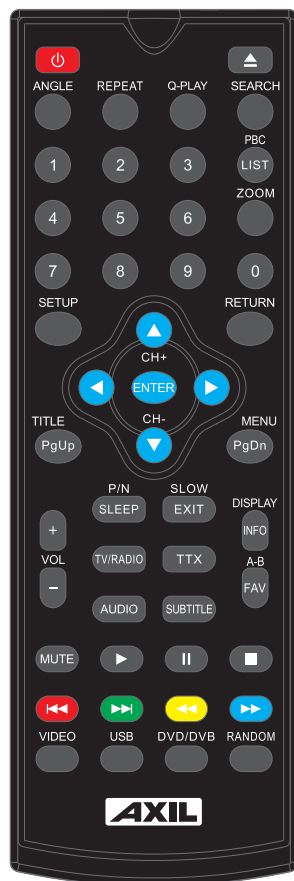 ANGLE REPEAT Q-PLAY SEARCH
PBC
1 2 3 LIST
ZOOM
4 5 6
7 8 9 0
SETUP RETURN
CH+
ENTER
CH-
TITLE MENU
PgUp PgDn
P/N SLOW
SLEEP EXIT DISPLAY
+ INFO
VOL TV/RADIO TTX A-B
- FAV
AUDIO SUBTITLE
MUTE
VIDEO USB DVD/DVB RANDOM
AXIL